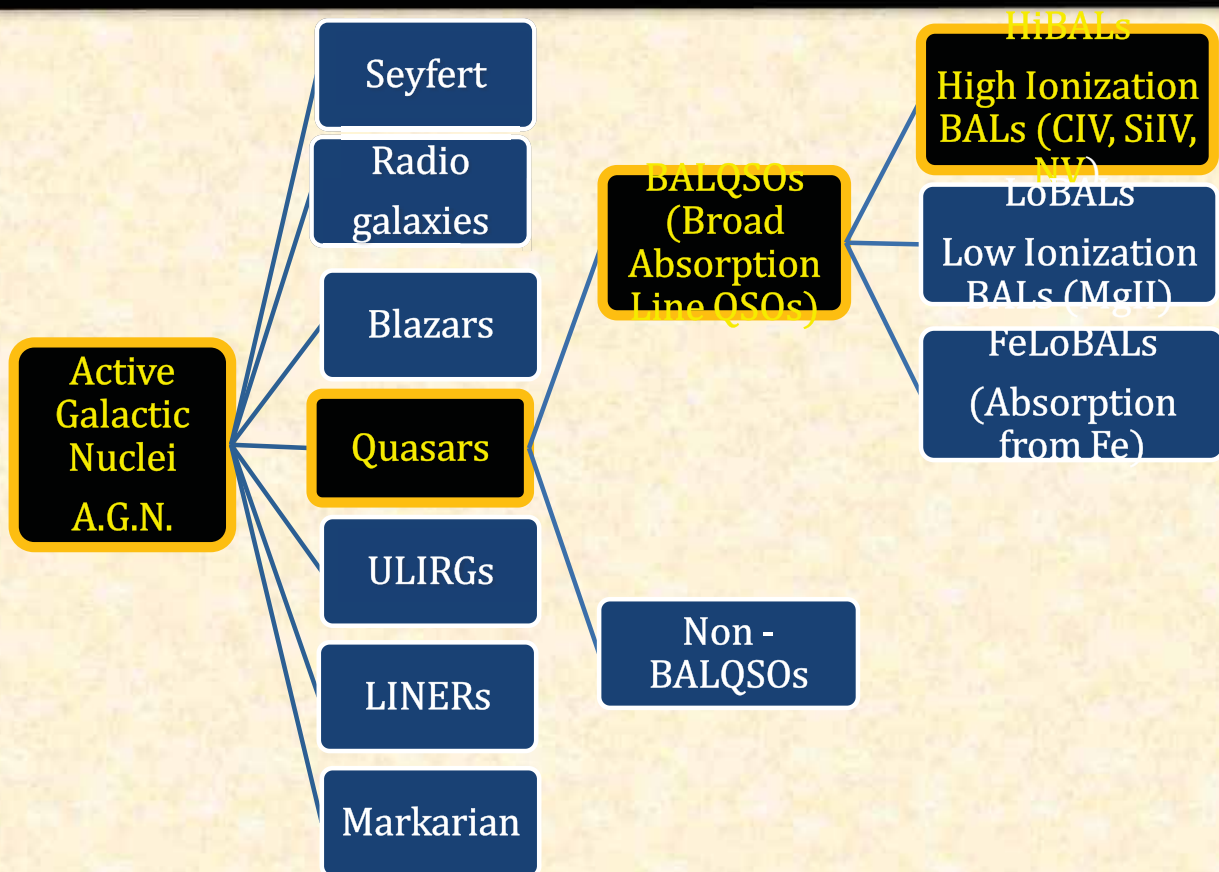 Active
Galactic
Nuclei
A.G.N.
Seyfert
Radio
galaxies
Blazars
Quasars
ULIRGs
LINERs
Markarian
BALQSOs
(Broad
Absorption
Line QSOs)
Non -
BALQSOs
HiBALs
High Ionization
BALs (CIV, SiIV,
NV)
LoBALs
Low Ionization
BALs (MgII)
FeLoBALs
(Absorption
from Fe)